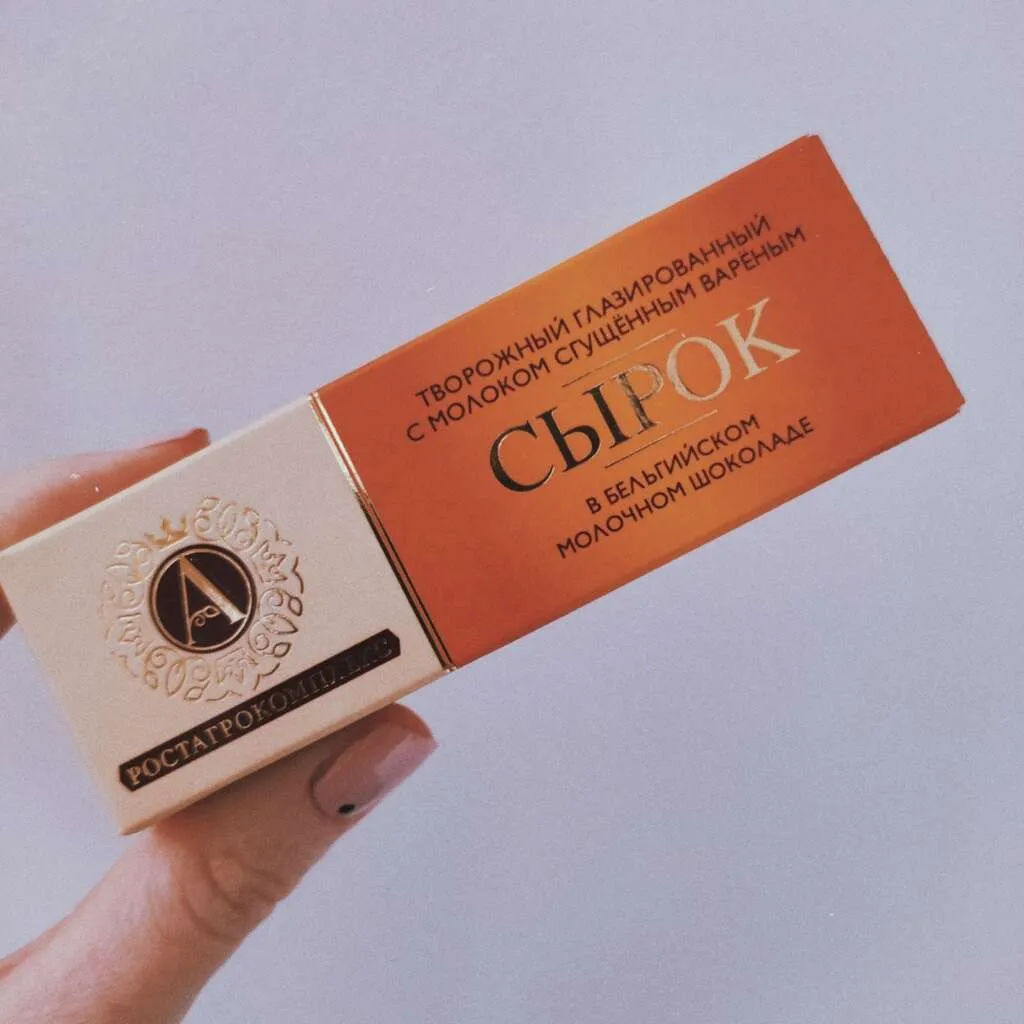 ТВОРОЖНЫЙ ГЛАЗИРОВАННЫЙ
С МОЛОКОМ СГУЩЁННЫМ ВАРЁНЫМ
СЫРОК
В БЕЛЬГИЙСКОМ
МОЛОЧНОМ ШОКОЛАДЕ
А
РОСТАГРОКОМПЛЕКС